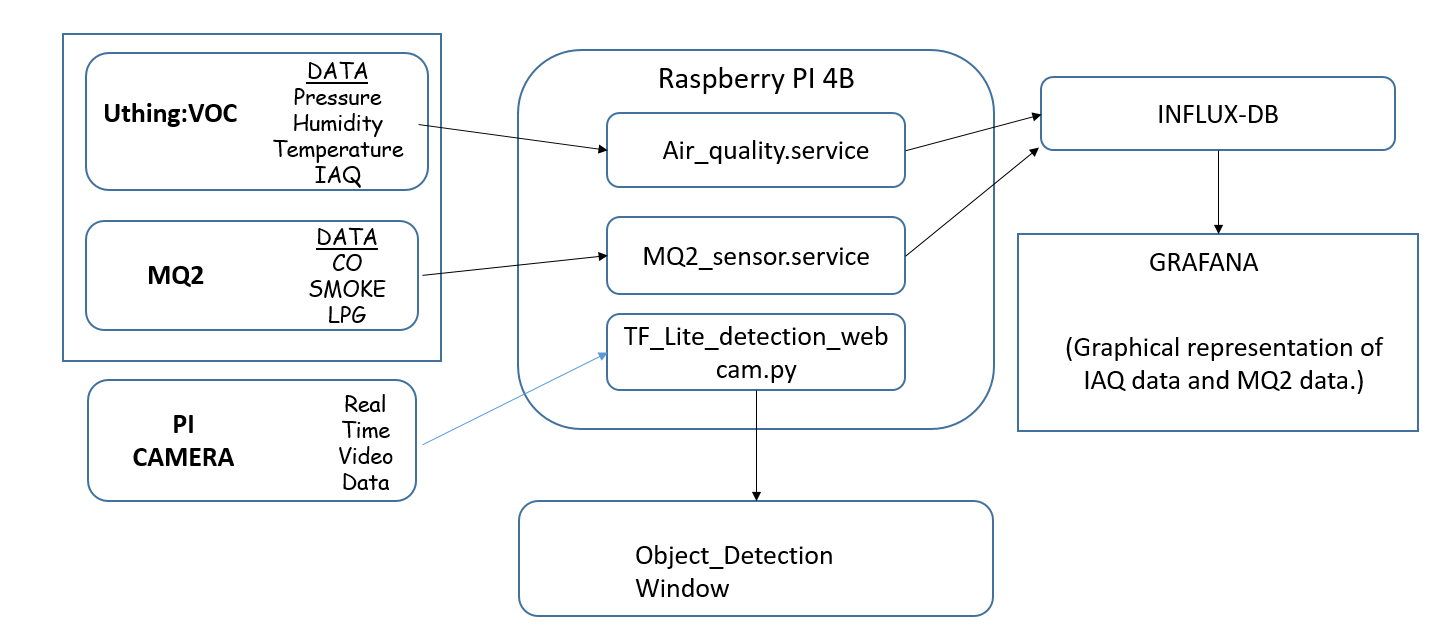 Uthing:VOC
DATA
Pressure
Humidity
Temperature
IAQ
MQ2
DATA
CO
SMOKE
LPG
PI
CAMERA
Real
Time
Video
Data
Raspberry PI 4B
Air_quality.service
MQ2_sensor.service
TF_Lite_detection_web
cam.py
Object_Detection
Window
INFLUX-DB
GRAFANA
(Graphical representation of
IAQ data and MQ2 data.)